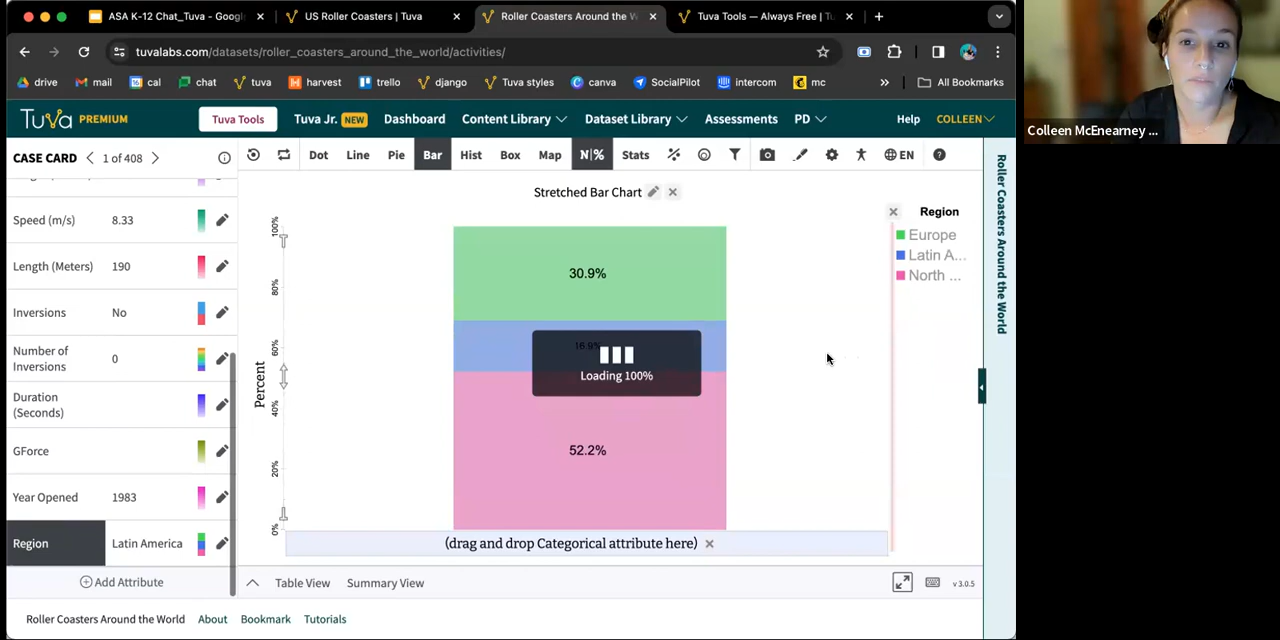 ASA K-12 Chat_Tuva - Googl
US Roller Coasters | Tuva
Roller Coasters Around the W
Tuva Tools — Always Free | Tu
tuvalabs.com/datasets/roller_coasters_around_the_world/activities/
drive
mail
cal
chat
tuva
harvest
trello
django
Tuva styles
canva
SocialPilot
intercom
mc
All Bookmarks
Tuva PREMIUM
Tuva Tools
Tuva Jr. NEW
Dashboard
Content Library
Dataset Library
Assessments
PD
Help
COLLEEN
CASE CARD 1 of 408
Dot Line Pie Bar Hist Box Map N|% Stats EN
Speed (m/s) 8.33
Length (Meters) 190
Inversions No
Number of
Inversions
0
Duration
(Seconds)
GForce
Year Opened 1983
Region Latin America
Add Attribute
Stretched Bar Chart
Percent
100%
80%
60%
40%
20%
0%
30.9%
16.9%
52.2%
Loading 100%
Region
Europe
Latin A...
North ...
(drag and drop Categorical attribute here)
Table View
Summary View
v 3.0.5
Roller Coasters Around the World
Roller Coasters Around the World
About
Bookmark
Tutorials
Colleen McEnearney ...